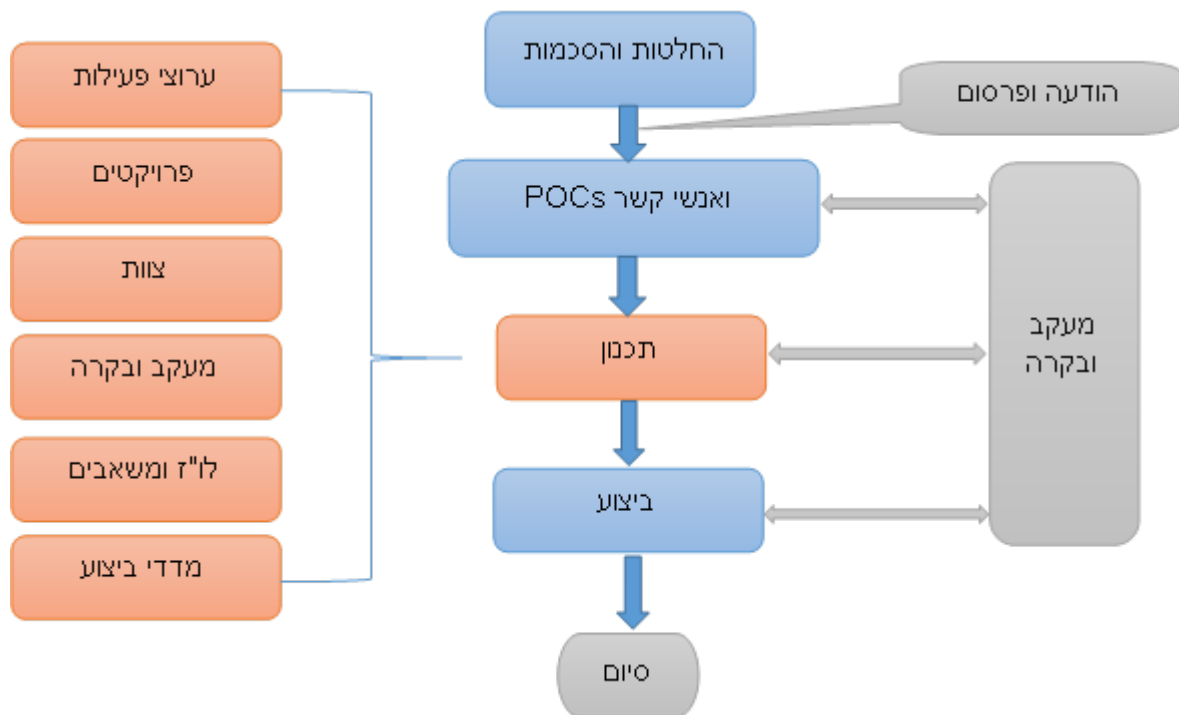 החלטות והסכמות
הודעה ופרסום
ואנשי קשר POCs
תכנון
ביצוע
סיום
מעקב
ובקרה
ערוצי פעילות
פרויקטים
צוות
מעקב ובקרה
לו"ז ומשאבים
מדדי ביצוע